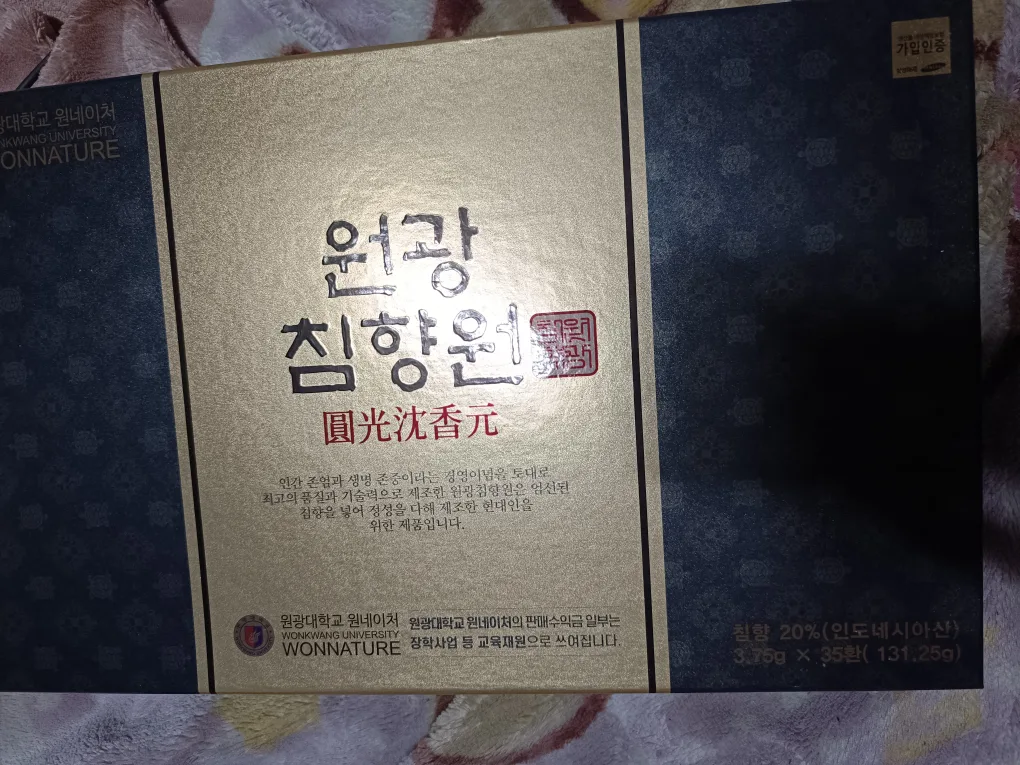 원광대학교 원네이처
WONKWANG UNIVERSITY
WONNATURE
가입인증
원광
침향원
圓光沈香元
인간 존엄과 생명 존중이라는 경영이념을 토대로
최고의 품질과 기술력으로 제조한 원광침향원은 엄선된
침향을 넣어 정성을 다해 제조한 현대인을
위한 제품입니다.
원광대학교 원네이처
WONKWANG UNIVERSITY
WONNATURE
원광대학교 원네이처의 판매수익금 일부는
장학사업 등 교육재원으로 쓰여집니다.
침향 20%(인도네시아산)
3.75g × 35환( 131.25g)